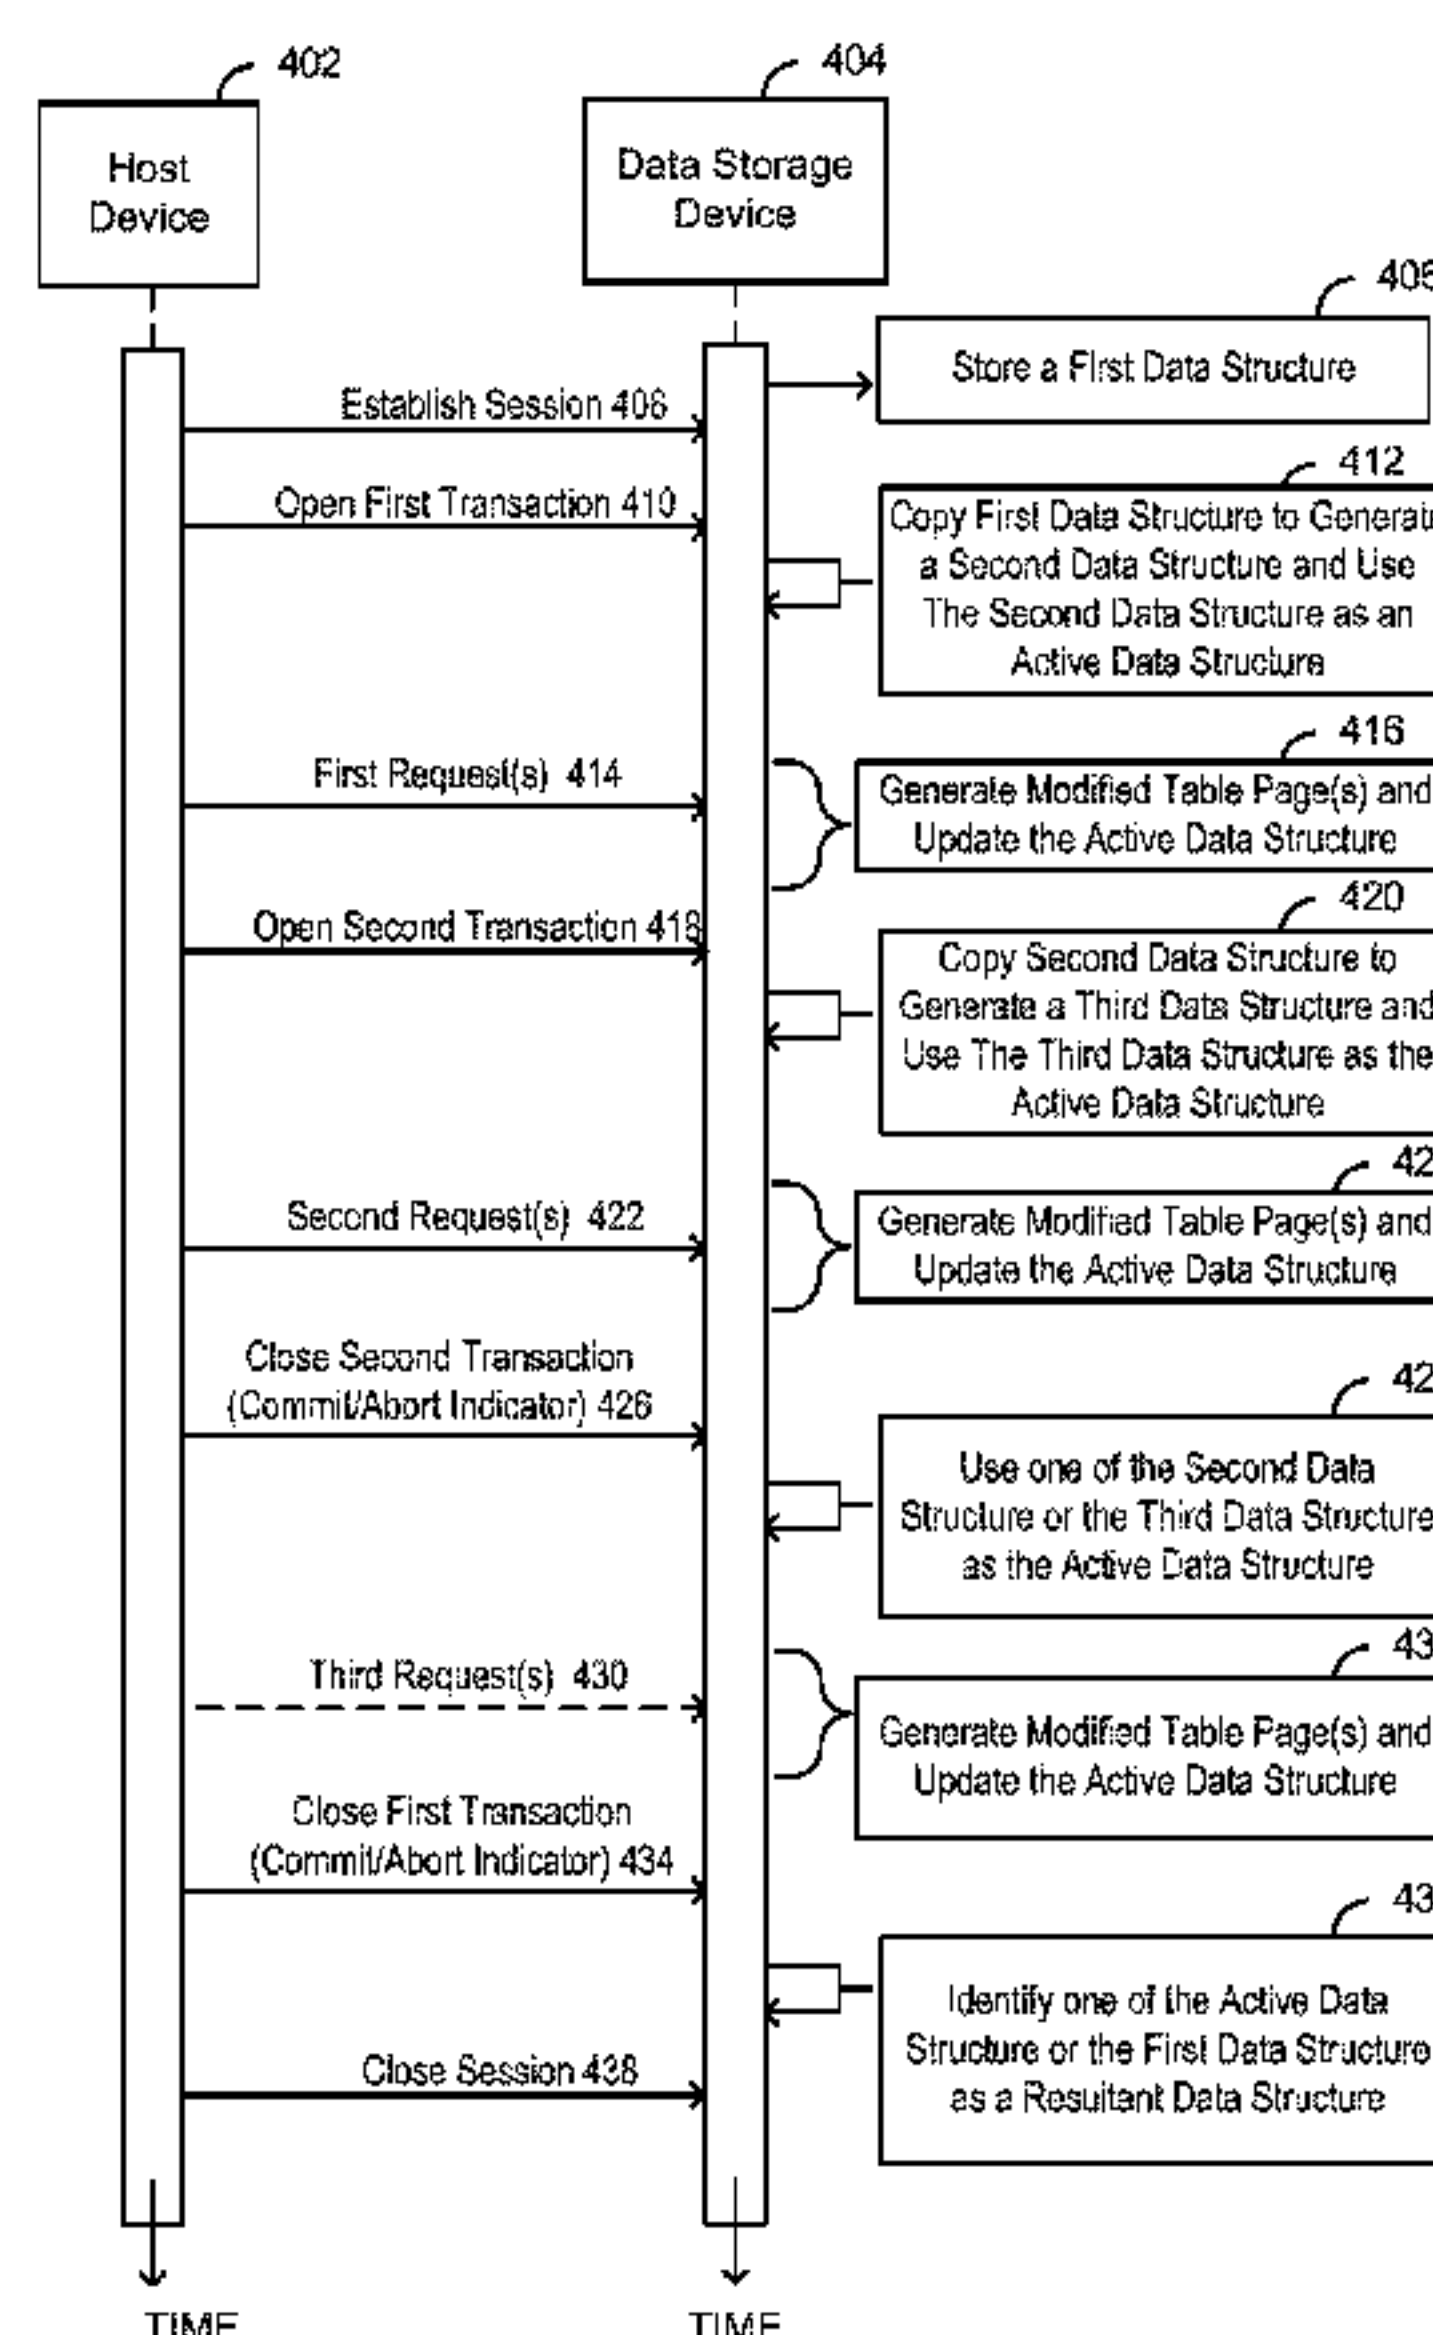 402
404
Host
Device
Data Storage
Device
405
Store a First Data Structure
Establish Session 406
412
Open First Transaction 410
Copy First Data Structure to Generate
a Second Data Structure and Use
The Second Data Structure as an
Active Data Structure
416
First Request(s) 414
Generate Modified Table Page(s) and
Update the Active Data Structure
420
Open Second Transaction 418
Copy Second Data Structure to
Generate a Third Data Structure and
Use The Third Data Structure as the
Active Data Structure
42
Second Request(s) 422
Generate Modified Table Page(s) and
Update the Active Data Structure
Close Second Transaction
(Commit/Abort Indicator) 426
42
Use one of the Second Data
Structure or the Third Data Structure
as the Active Data Structure
43
Third Request(s) 430
Generate Modified Table Page(s) and
Update the Active Data Structure
Close First Transaction
(Commit/Abort Indicator) 434
43
Identify one of the Active Data
Structure or the First Data Structure
as a Resultant Data Structure
Close Session 438
TIME
TIME